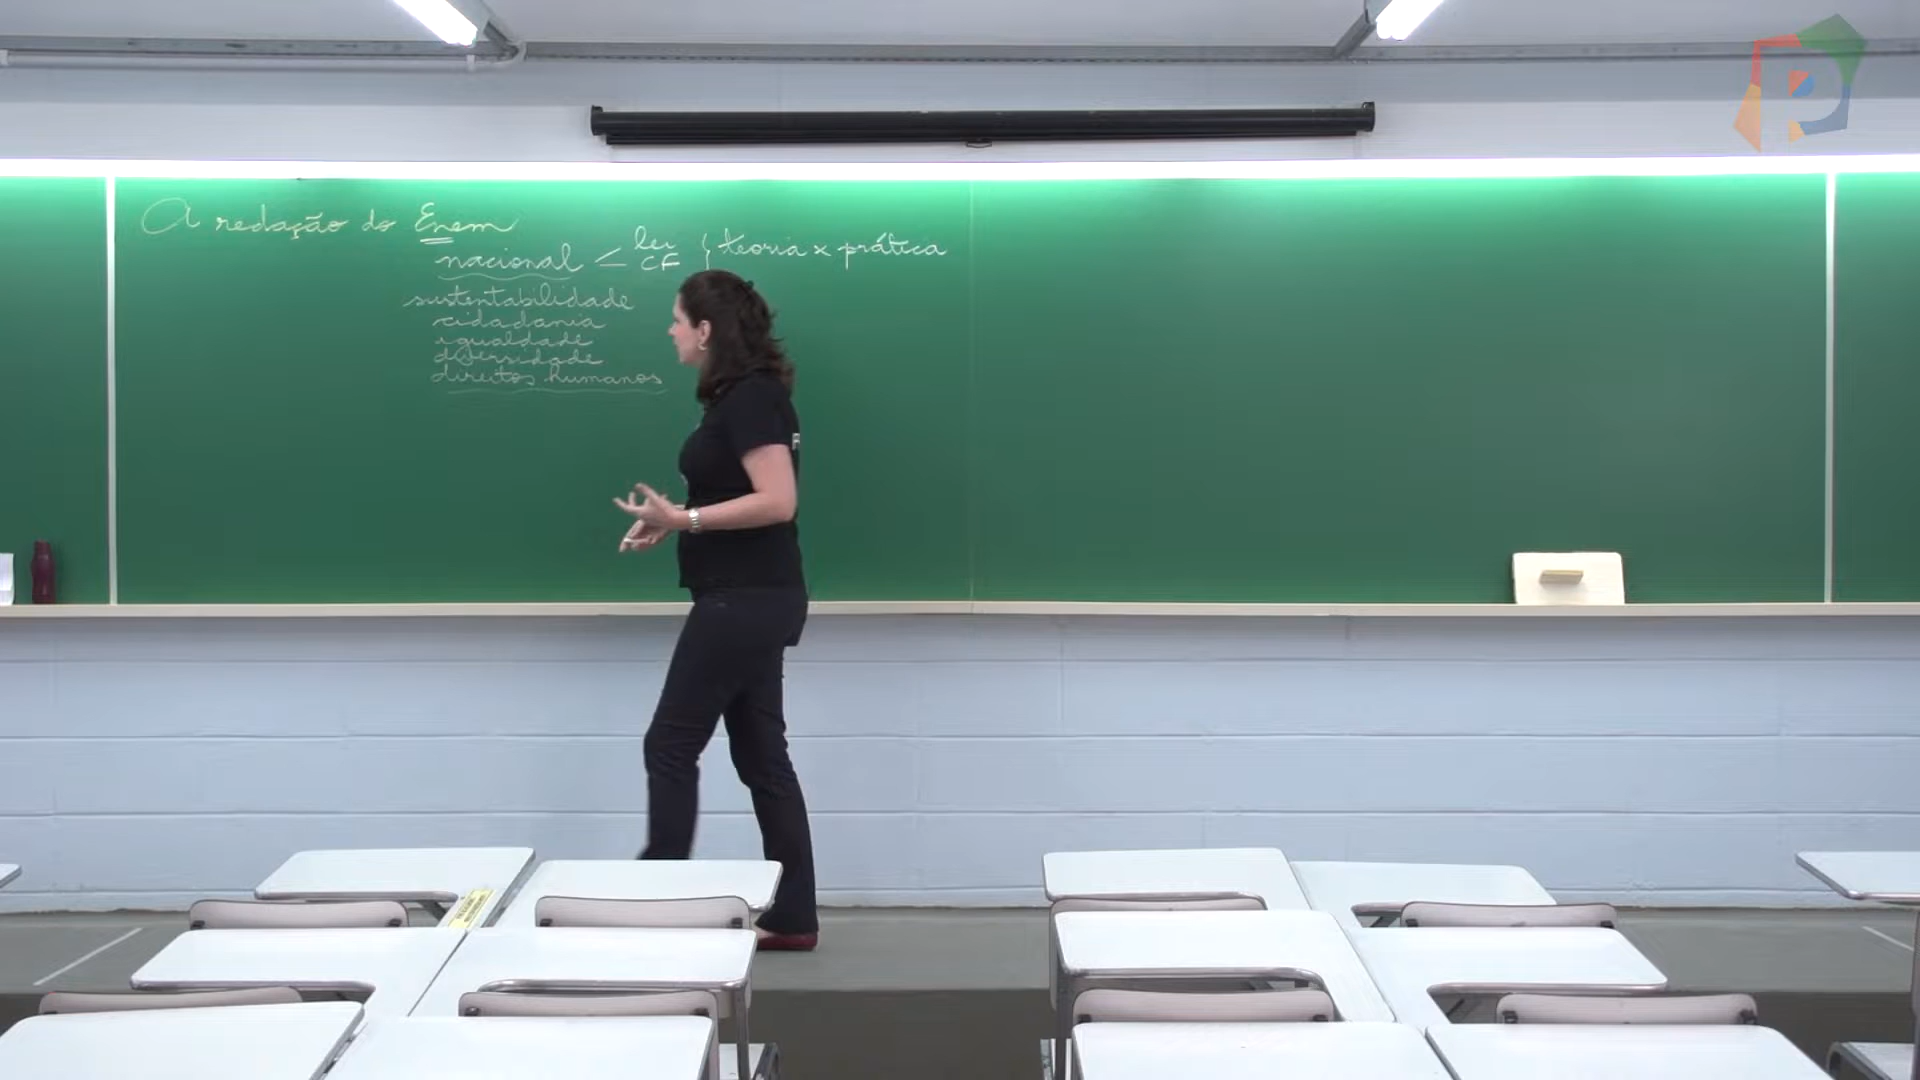 A redação do Enem
nacional < lei CF { teoria x prática
sustentabilidade
cidadania
igualdade
diversidade
direitos humanos